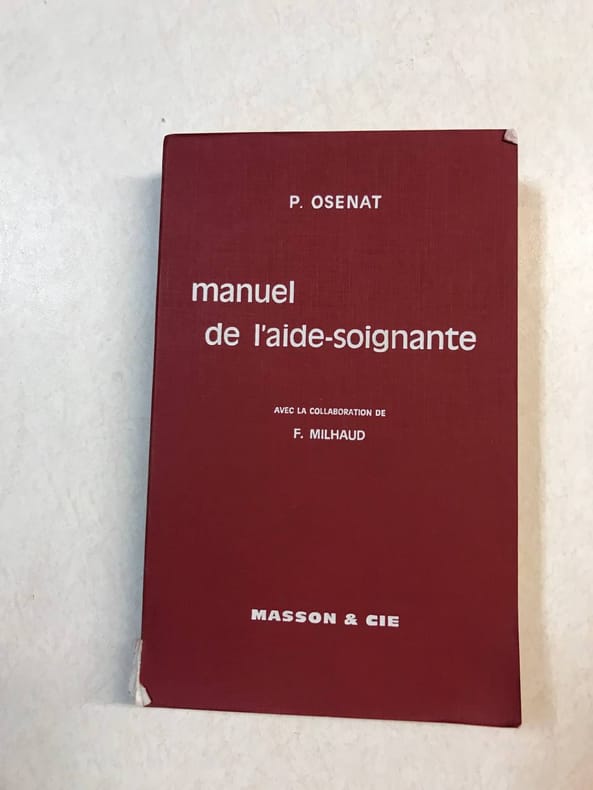 P. OSENAT
manuel
de l'aide-soignante
AVEC LA COLLABORATION DE
F. MILHAUD
MASSON & CIE